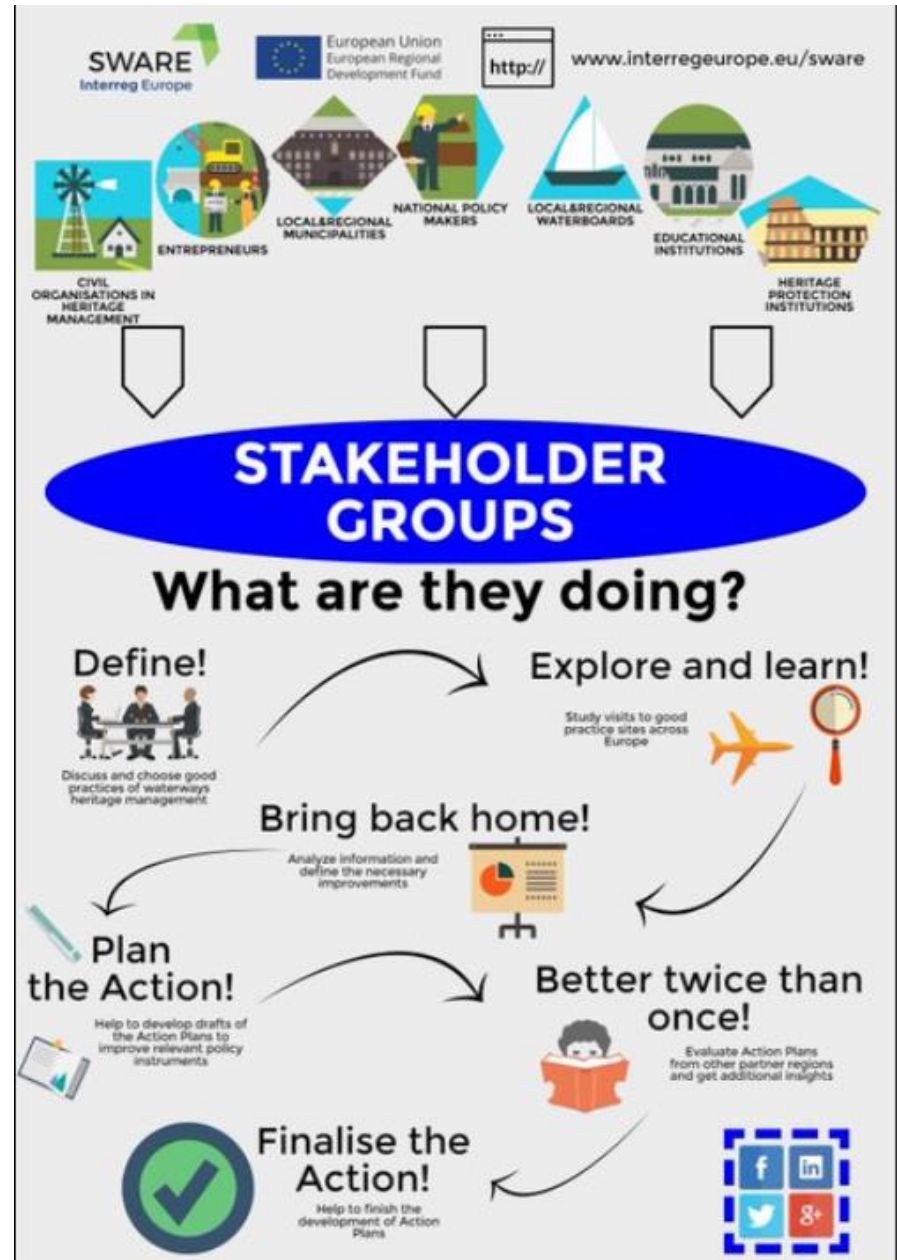 SWARE
Interreg Europe
European Union
European Regional
Development Fund
http://
www.interregeurope.eu/sware
CIVIL
ORGANISATIONS IN
HERITAGE
MANAGEMENT
ENTREPRENEURS
LOCAL&REGIONAL
MUNICIPALITIES
NATIONAL POLICY
MAKERS
LOCAL&REGIONAL
WATERBOARDS
EDUCATIONAL
INSTITUTIONS
HERITAGE
PROTECTION
INSTITUTIONS
STAKEHOLDER
GROUPS
What are they doing?
Define!
Discuss and choose good
practices of waterways
heritage management
Explore and learn!
Study visits to good
practice sites across
Europe
Bring back home!
Analyze information and
define the necessary
improvements
Plan
the Action!
Help to develop drafts of
the Action Plans to
improve relevant policy
instruments
Better twice than
once!
Evaluate Action Plans
from other partner regions
and get additional insights
Finalise the
Action!
Help to finish the
development of Action
Plans
f
in
g+